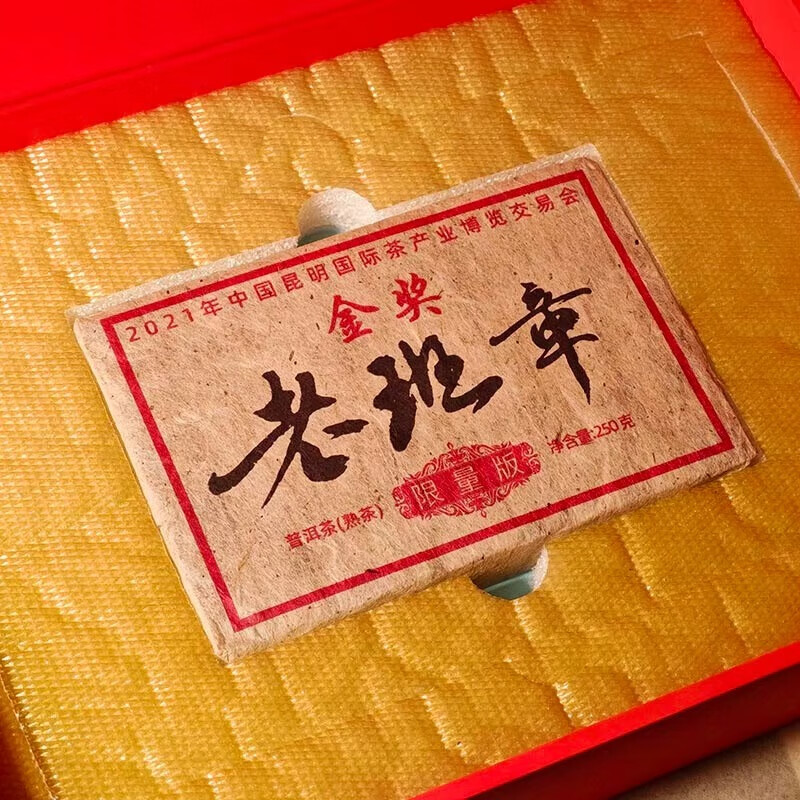 2021年中国昆明国际茶产业博览交易会
金奖
老班章
限量版
净含量:250克
普洱茶(熟茶)